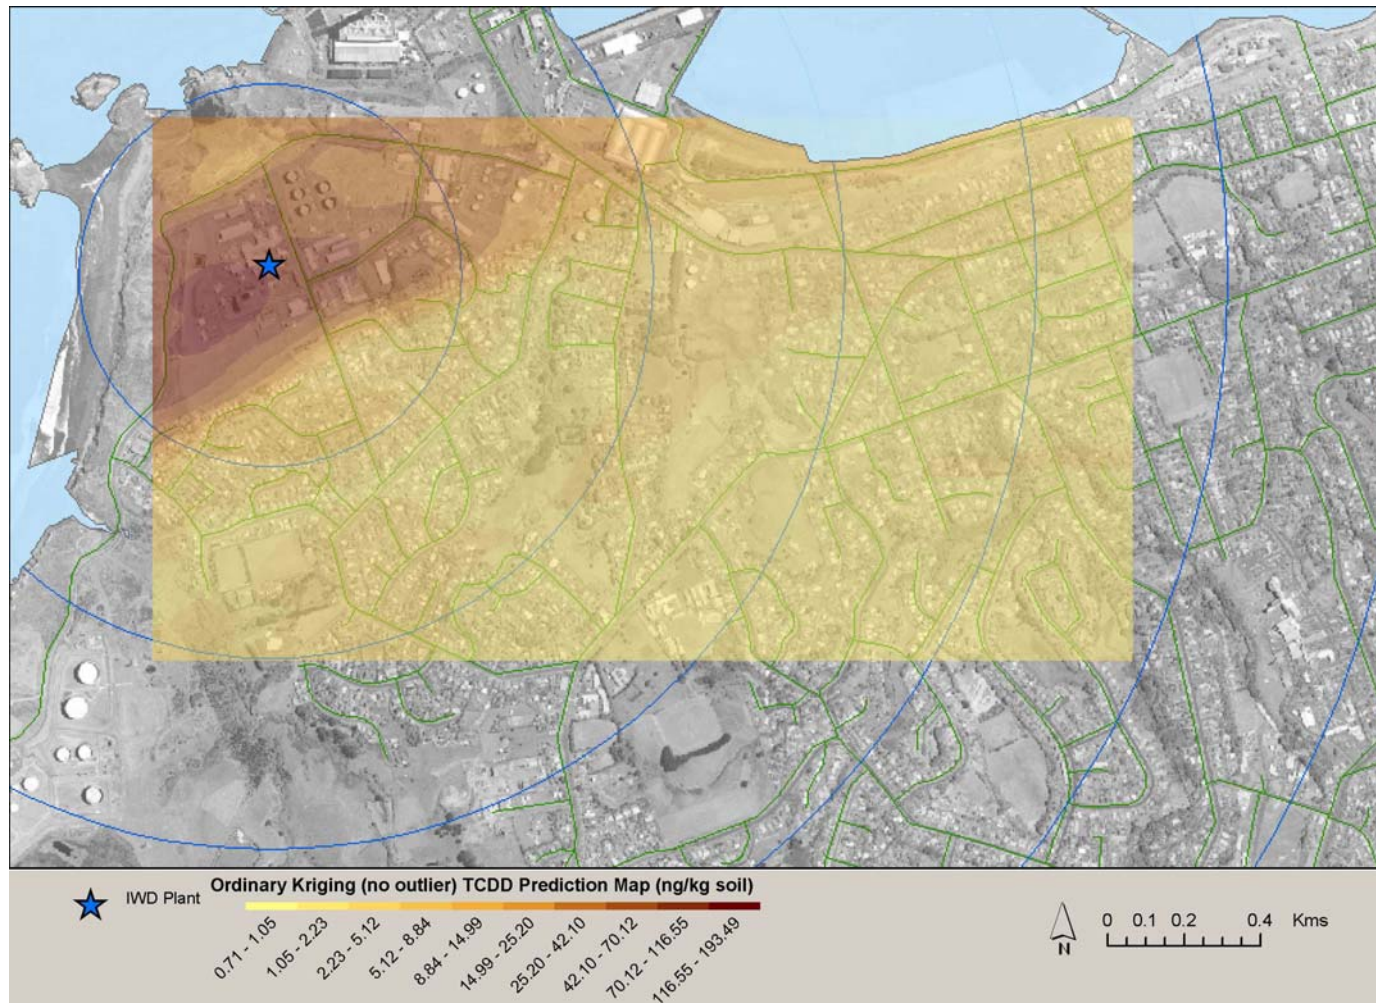 IWD Plant
Ordinary Kriging (no outlier) TCDD Prediction Map (ng/kg soil)
0.71 - 1.05
1.05 - 2.23
2.23 - 5.12
5.12 - 8.84
8.84 - 14.99
14.99 - 25.20
25.20 - 42.10
42.10 - 70.12
70.12 - 116.55
116.55 - 193.49
N
0 0.1 0.2 0.4 Kms